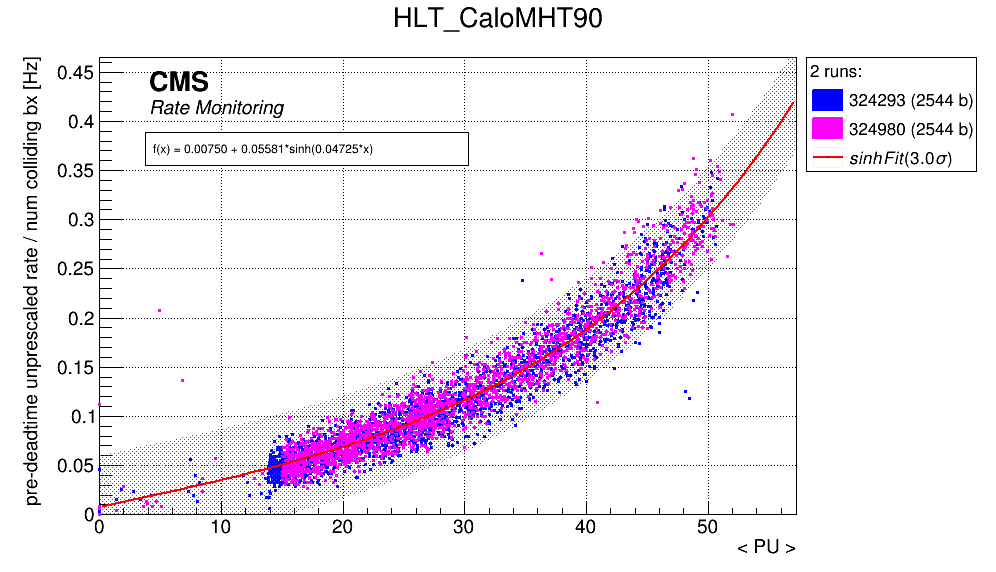 HLT_CaloMHT90
pre-deadtime unprescaled rate / num colliding bx [Hz]
0.45
0.4
0.35
0.3
0.25
0.2
0.15
0.1
0.05
0
CMS
Rate Monitoring
f(x) = 0.00750 + 0.05581*sinh(0.04725*x)
2 runs:
324293 (2544 b)
324980 (2544 b)
sinhFit(3.0σ)
0 10 20 30 40 50
< PU >